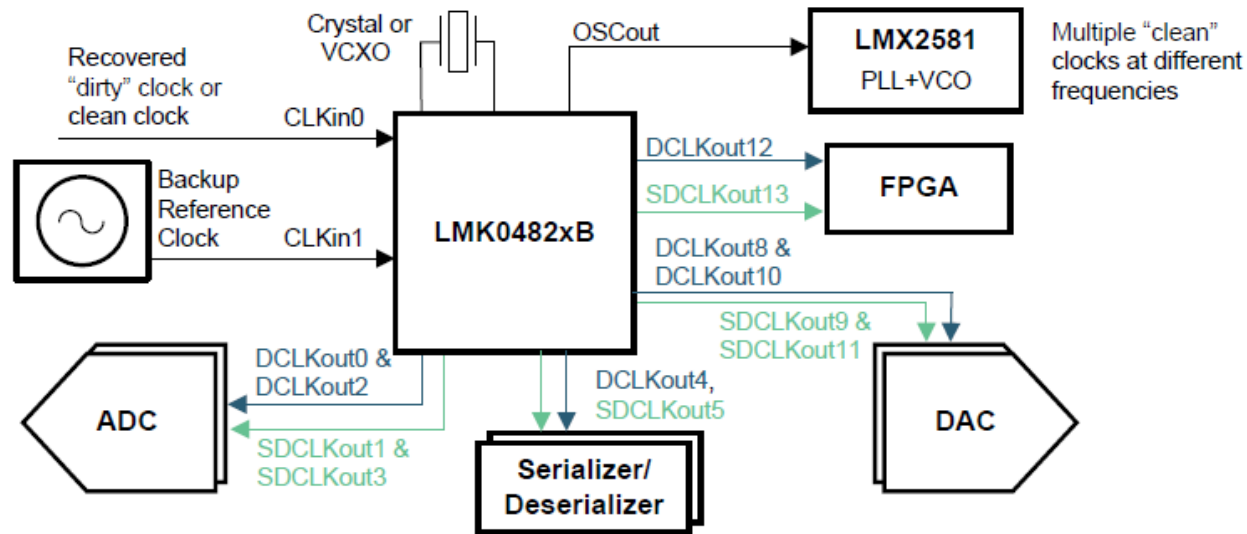 Crystal or
VCXO
OSCout
LMX2581
PLL+VCO
Multiple “clean”
clocks at different
frequencies
Recovered
“dirty” clock or
clean clock
CLKin0
DCLKout12
FPGA
SDCLKout13
Backup
Reference
Clock
CLKin1
LMK0482xB
DCLKout8 &
DCLKout10
SDCLKout9 &
SDCLKout11
DCLKout0 &
DCLKout2
ADC
SDCLKout1 &
SDCLKout3
DCLKout4,
SDCLKout5
DAC
Serializer/
Deserializer